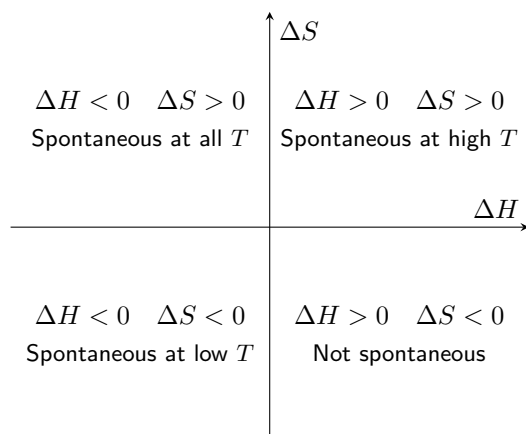 ΔS
ΔH < 0 ΔS > 0
Spontaneous at all T
ΔH > 0 ΔS > 0
Spontaneous at high T
ΔH
ΔH < 0 ΔS < 0
Spontaneous at low T
ΔH > 0 ΔS < 0
Not spontaneous